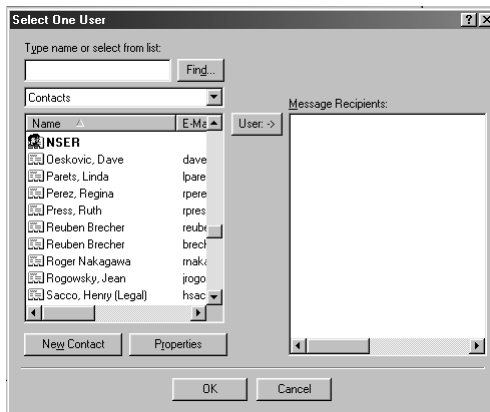 Select One User
Type name or select from list:
Find...
Contacts
Message Recipients:
Name E-Ma
User: ->
NSER
Oeskovic, Dave dave
Parets, Linda lpare
Perez, Regina rpere
Press, Ruth rpres
Reuben Brecher reube
Reuben Brecher brech
Roger Nakagawa rnaka
Rogowsky, Jean jrogo
Sacco, Henry (Legal) hsac
New Contact Properties
OK Cancel